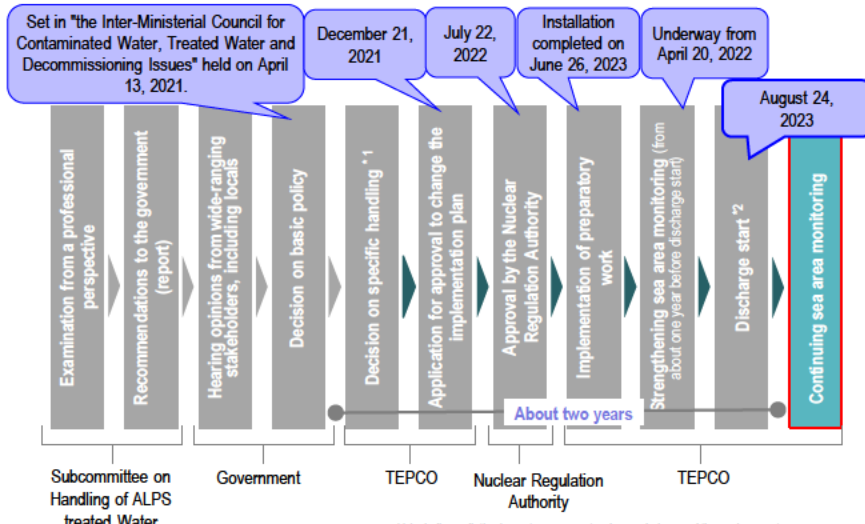 Set in "the Inter-Ministerial Council for
Contaminated Water, Treated Water and
Decommissioning Issues" held on April
13, 2021.
December 21,
2021
July 22,
2022
Installation
completed on
June 26, 2023
Underway from
April 20, 2022
August 24,
2023
Examination from a professional
perspective
Recommendations to the government
(report)
Hearing opinions from wide-ranging
stakeholders, including locals
Decision on basic policy
Decision on specific handling *1
Application for approval to change the
implementation plan
Approval by the Nuclear
Regulation Authority
Implementation of preparatory
work
Strengthening sea area monitoring (from
about one year before discharge start)
Discharge start *2
Continuing sea area monitoring
About two years
Subcommittee on
Handling of ALPS
treated Water
Government
TEPCO
Nuclear Regulation
Authority
TEPCO